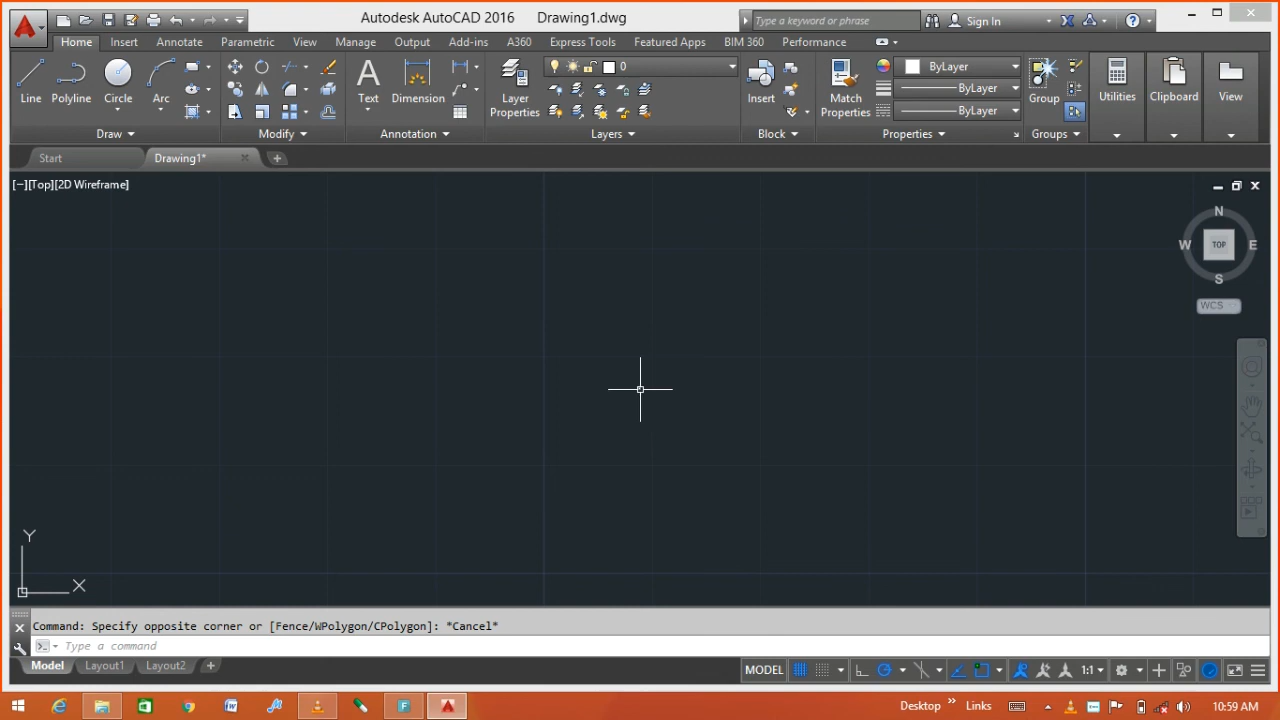 Autodesk AutoCAD 2016 Drawing1.dwg
Type a keyword or phrase
Sign In
Home Insert Annotate Parametric View Manage Output Add-ins A360 Express Tools Featured Apps BIM 360 Performance
Line Polyline Circle Arc
Draw
Modify
Text Dimension
Annotation
Layer
Properties
0
Layers
Insert
Block
Match
Properties
ByLayer
ByLayer
ByLayer
Properties
Group
Groups
Utilities
Clipboard
View
Start Drawing1*
[−][Top][2D Wireframe]
N
W TOP E
S
WCS
Y
X
Command: Specify opposite corner or [Fence/WPolygon/CPolygon]: *Cancel*
Type a command
Model Layout1 Layout2 +
MODEL 1:1
Desktop Links 10:59 AM